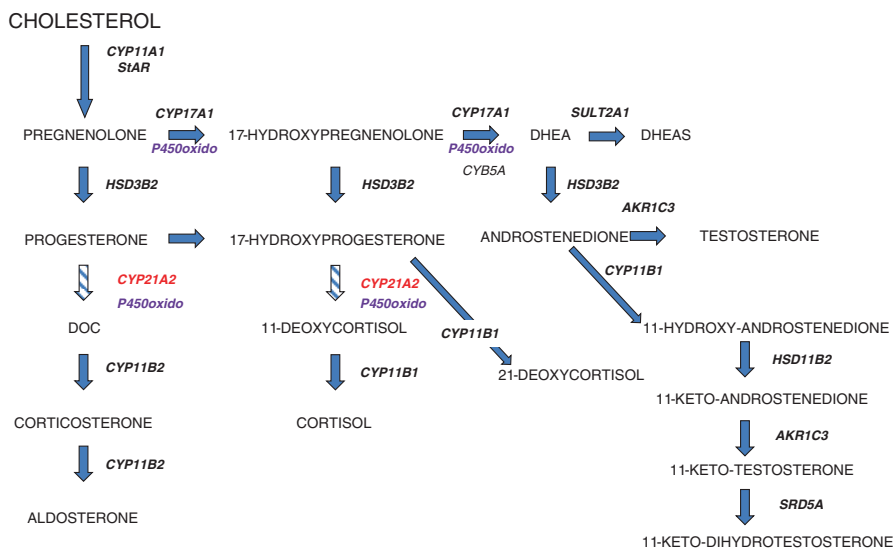 CHOLESTEROL
CYP11A1
StAR
CYP17A1
CYP17A1
SULT2A1
PREGNENOLONE
17-HYDROXYPREGNENOLONE
DHEA
DHEAS
P450oxido
P450oxido
CYB5A
HSD3B2
HSD3B2
HSD3B2
AKR1C3
PROGESTERONE
17-HYDROXYPROGESTERONE
ANDROSTENEDIONE
TESTOSTERONE
CYP11B1
CYP21A2
CYP21A2
P450oxido
P450oxido
DOC
11-DEOXYCORTISOL
CYP11B1
11-HYDROXY-ANDROSTENEDIONE
CYP11B2
CYP11B1
21-DEOXYCORTISOL
HSD11B2
11-KETO-ANDROSTENEDIONE
CORTICOSTERONE
CORTISOL
AKR1C3
CYP11B2
11-KETO-TESTOSTERONE
SRD5A
ALDOSTERONE
11-KETO-DIHYDROTESTOSTERONE